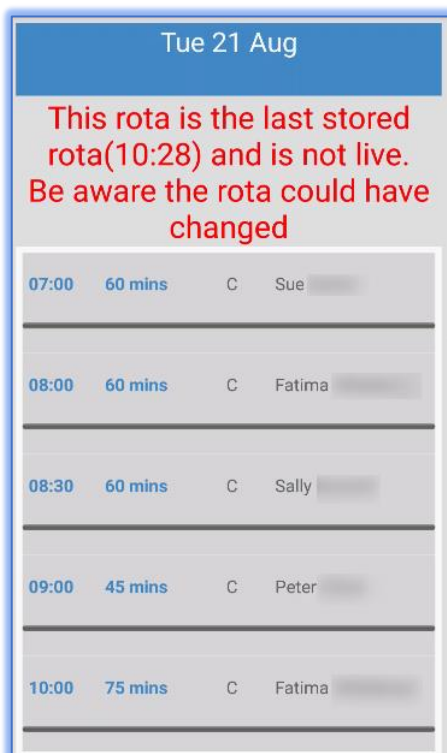 Tue 21 Aug
This rota is the last stored
rota(10:28) and is not live.
Be aware the rota could have
changed
07:00 60 mins C Sue
08:00 60 mins C Fatima
08:30 60 mins C Sally
09:00 45 mins C Peter
10:00 75 mins C Fatima